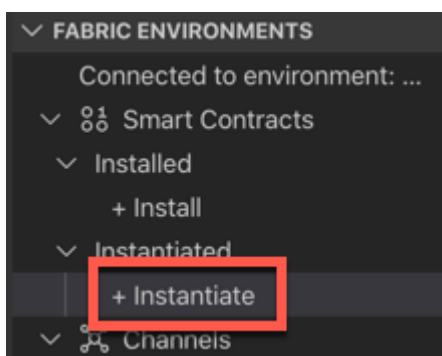 FABRIC ENVIRONMENTS
Connected to environment: ...
Smart Contracts
Installed
+ Install
Instantiated
+ Instantiate
Channels